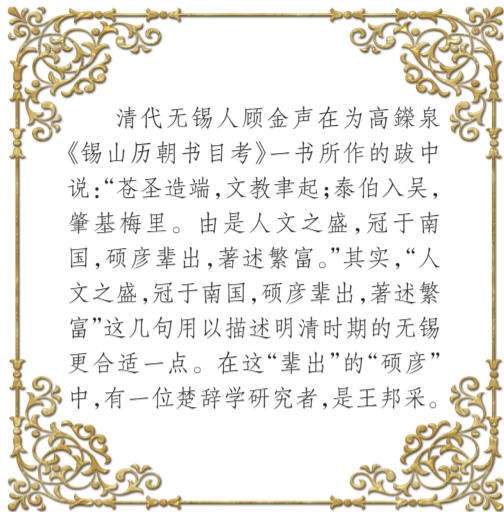 清代无锡人顾金声在为高鑅泉
《锡山历朝书目考》一书所作的跋中
说:“苍圣造端,文教聿起;泰伯入吴,
肇基梅里。由是人文之盛,冠于南
国,硕彦辈出,著述繁富。”其实,“人
文之盛,冠于南国,硕彦辈出,著述繁
富”这几句用以描述明清时期的无锡
更合适一点。在这“辈出”的“硕彦”
中,有一位楚辞学研究者,是王邦采。